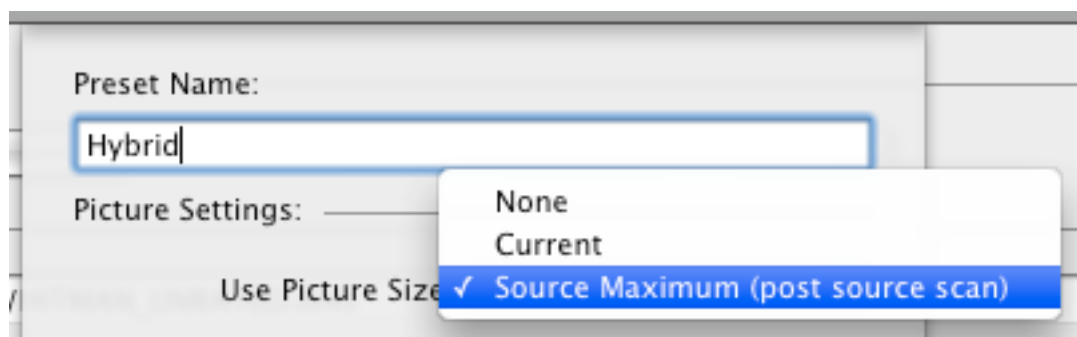 Preset Name:
Hybrid
Picture Settings:
None
Current
Use Picture Size
✓ Source Maximum (post source scan)